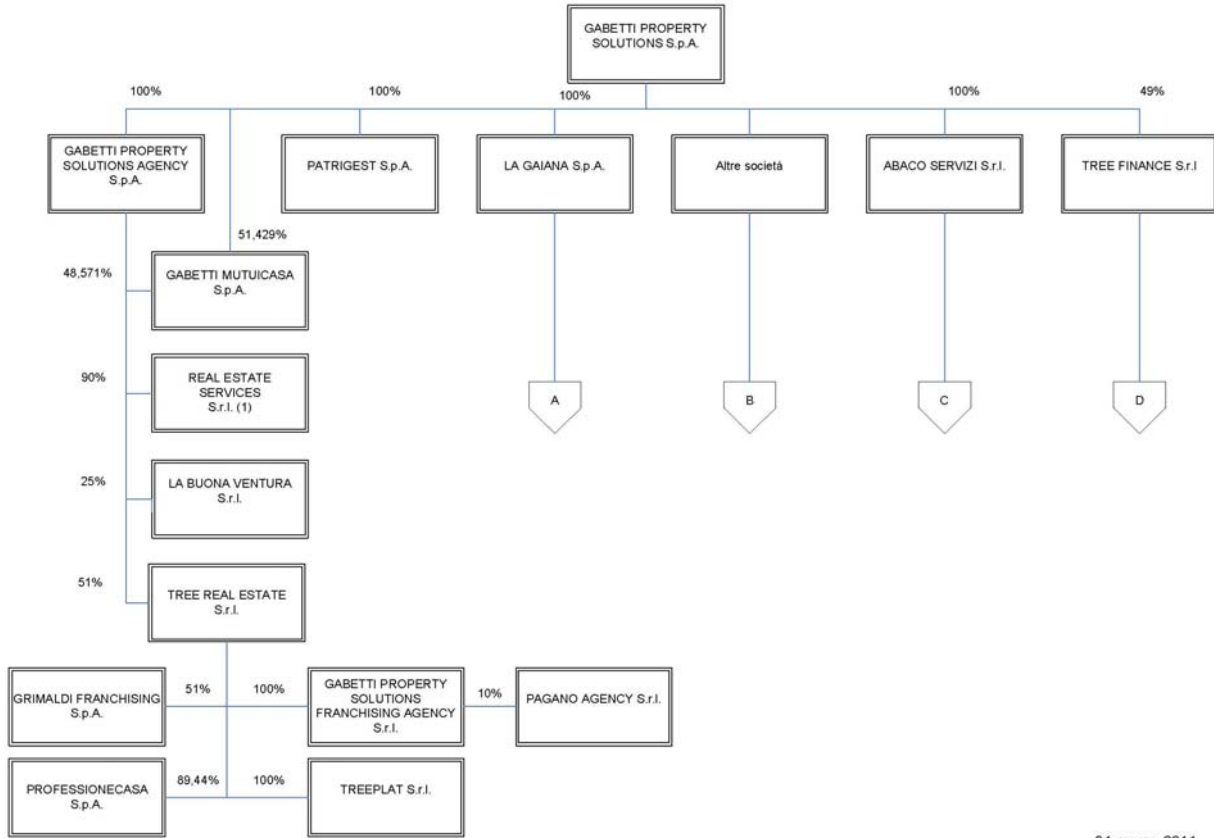 GABETTI PROPERTY
SOLUTIONS S.p.A.
100%
100%
100%
100%
49%
GABETTI PROPERTY
SOLUTIONS AGENCY
S.p.A.
PATRIGEST S.p.A.
LA GAIANA S.p.A.
Altre società
ABACO SERVIZI S.r.l.
TREE FINANCE S.r.l
51,429%
48,571%
GABETTI MUTUICASA
S.p.A.
90%
REAL ESTATE
SERVICES
S.r.l. (1)
A
B
C
D
25%
LA BUONA VENTURA
S.r.l.
51%
TREE REAL ESTATE
S.r.l.
GRIMALDI FRANCHISING
S.p.A.
51%
100%
GABETTI PROPERTY
SOLUTIONS
FRANCHISING AGENCY
S.r.l.
10%
PAGANO AGENCY S.r.l.
PROFESSIONECASA
S.p.A.
89,44%
100%
TREEPLAT S.r.l.